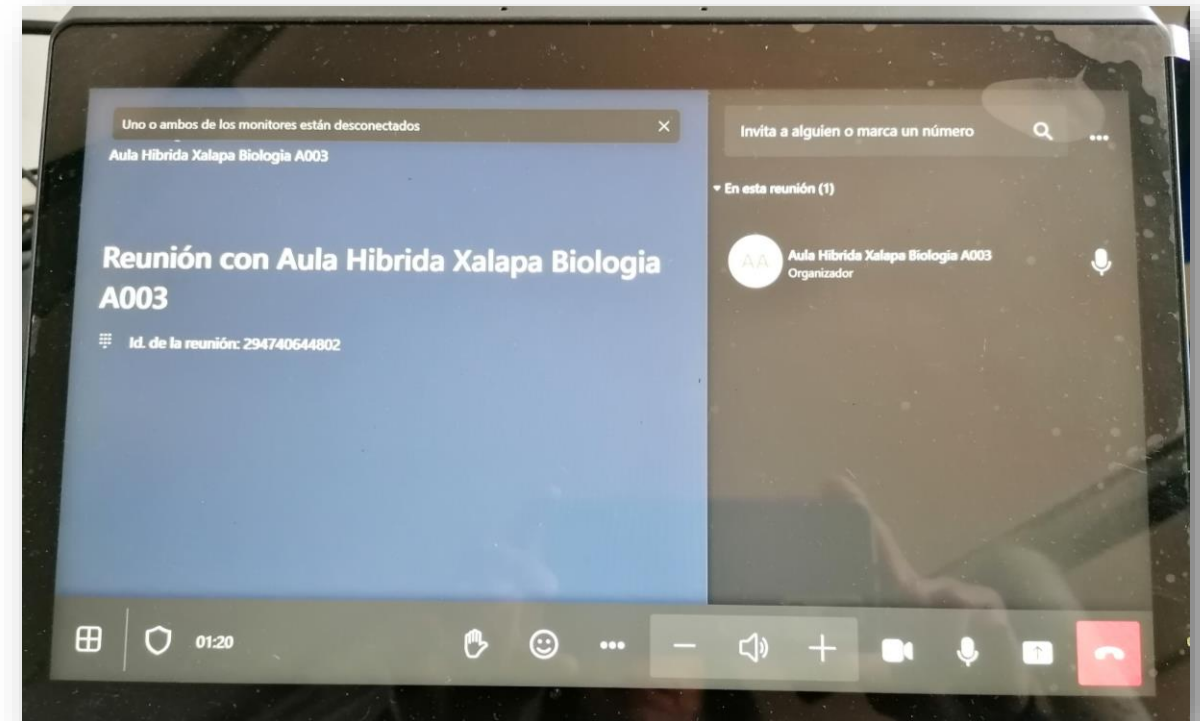 Uno o ambos de los monitores están desconectados
Aula Hibrida Xalapa Biologia A003
Reunión con Aula Hibrida Xalapa Biologia
A003
Id. de la reunión: 294740644802
Invita a alguien o marca un número
En esta reunión (1)
AA
Aula Hibrida Xalapa Biologia A003
Organizador
01:20